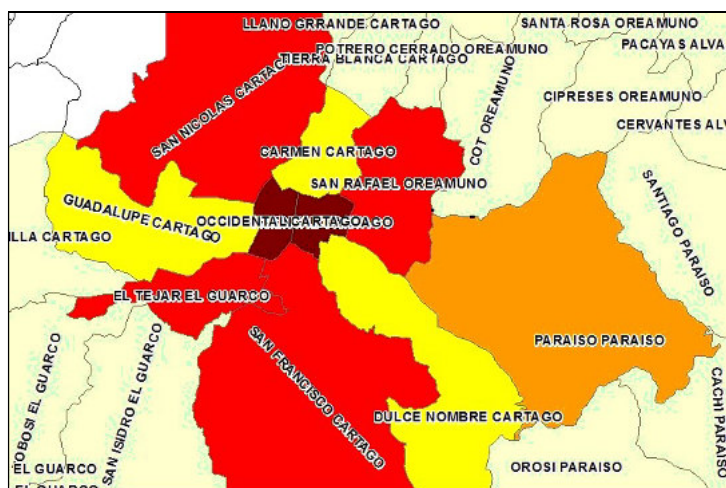 LLANO GRRANDE CARTAGO
SANTA ROSA OREAMUNO
POTRERO CERRADO OREAMUNO
PACAYAS ALVA
TIERRA BLANCA CARTAGO
SAN NICOLAS CARTAG
CIPRESES OREAMUNO
COT OREAMUNO
CERVANTES ALV
CARMEN CARTAGO
SAN RAFAEL OREAMUNO
SANTIAGO PARAISO
GUADALUPE CARTAGO
OCCIDENTAL CARTAGO
ILLA CARTAGO
EL TEJAR EL GUARCO
PARAISO PARAISO
SAN FRANCISCO CARTAGO
TOBOSI EL GUARCO
SAN ISIDRO EL GUARCO
CACHI PARAISO
DULCE NOMBRE CARTAGO
EL GUARCO
OROSI PARAISO
EL GUARCO